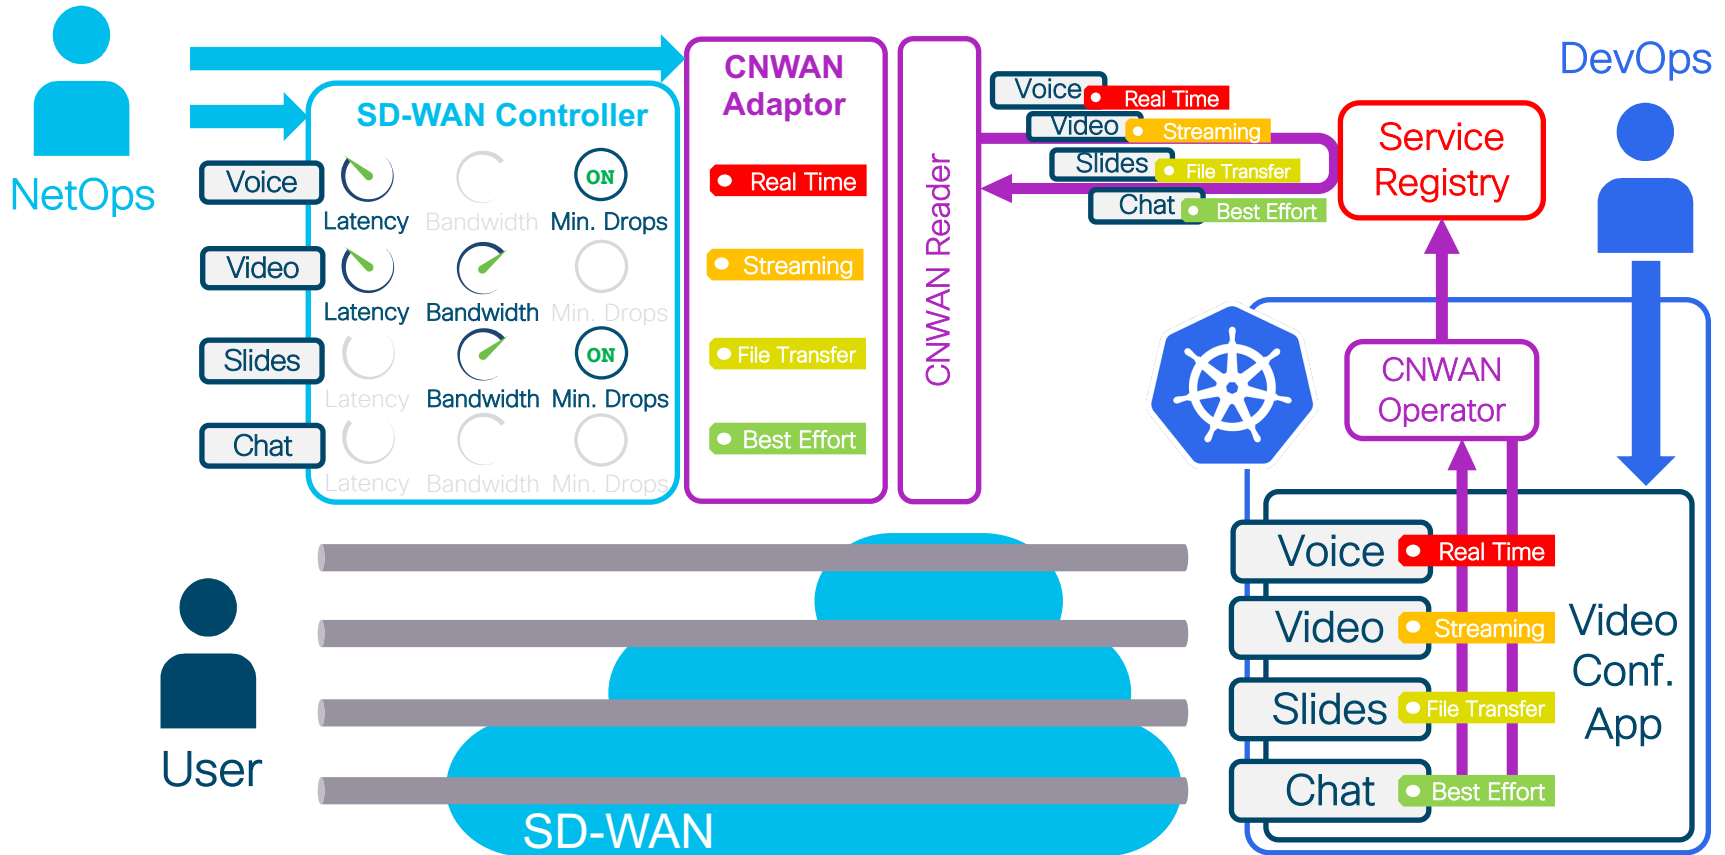 NetOps
SD-WAN Controller
Voice
Latency
Bandwidth
Min. Drops
ON
Video
Latency
Bandwidth
Min. Drops
Slides
Latency
Bandwidth
Min. Drops
ON
Chat
Latency
Bandwidth
Min. Drops
CNWAN
Adaptor
Real Time
Streaming
File Transfer
Best Effort
CNWAN Reader
Voice
Real Time
Video
Streaming
Slides
File Transfer
Chat
Best Effort
Service
Registry
DevOps
CNWAN
Operator
Voice
Real Time
Video
Streaming
Slides
File Transfer
Chat
Best Effort
Video
Conf.
App
User
SD-WAN